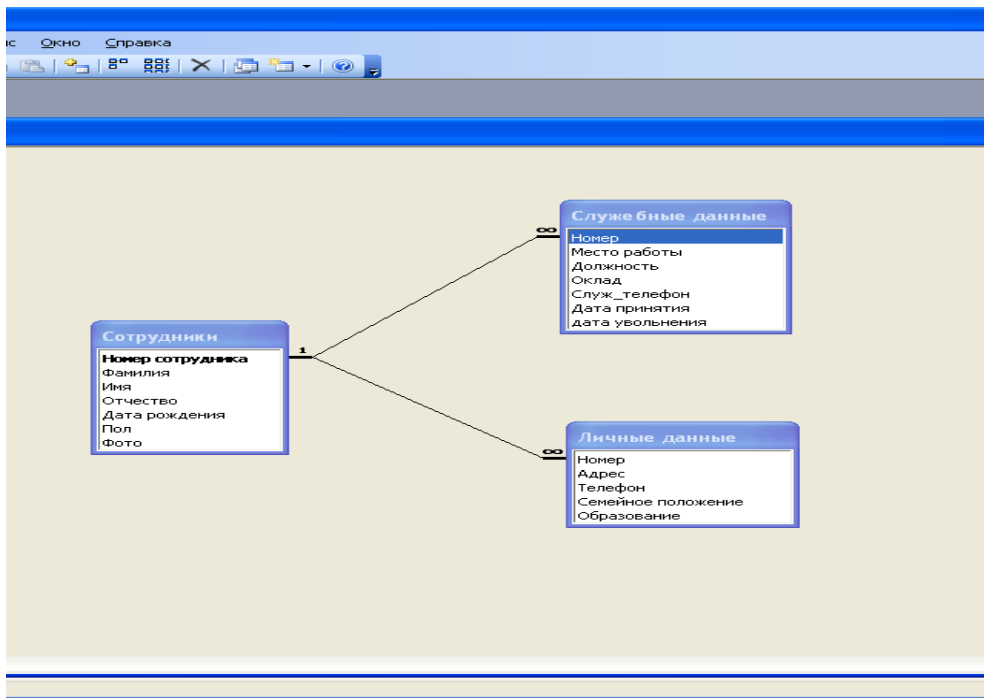 Окно Справка
Служебные данные
Номер
Место работы
Должность
Оклад
Служ_телефон
Дата принятия
дата увольнения
Сотрудники
Номер сотрудника
Фамилия
Имя
Отчество
Дата рождения
Пол
Фото
1
∞
∞
Личные данные
Номер
Адрес
Телефон
Семейное положение
Образование